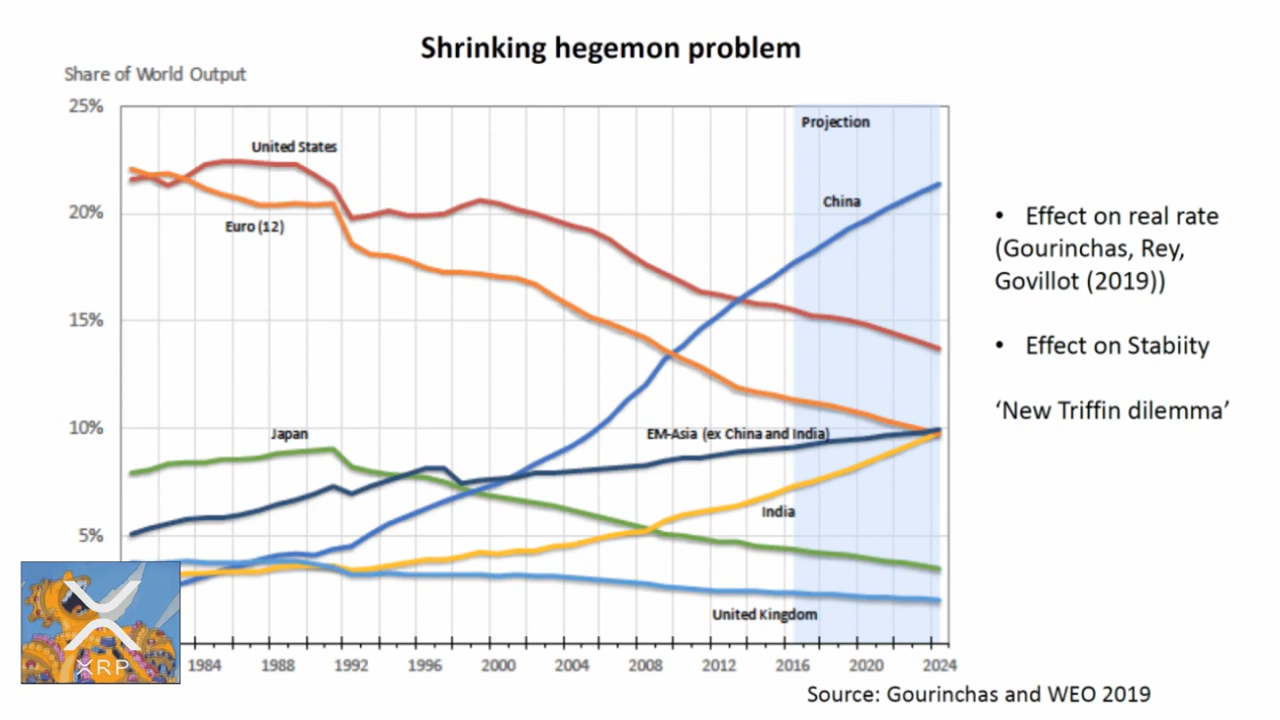 Shrinking hegemon problem
Share of World Output
25%
20%
15%
10%
5%
United States
Euro (12)
Japan
Projection
China
EM-Asia (ex China and India)
India
United Kingdom
1984 1988 1992 1996 2000 2004 2008 2012 2016 2020 2024
• Effect on real rate
(Gourinchas, Rey,
Govillot (2019))
• Effect on Stabiity
‘New Triffin dilemma’
XRP
Source: Gourinchas and WEO 2019